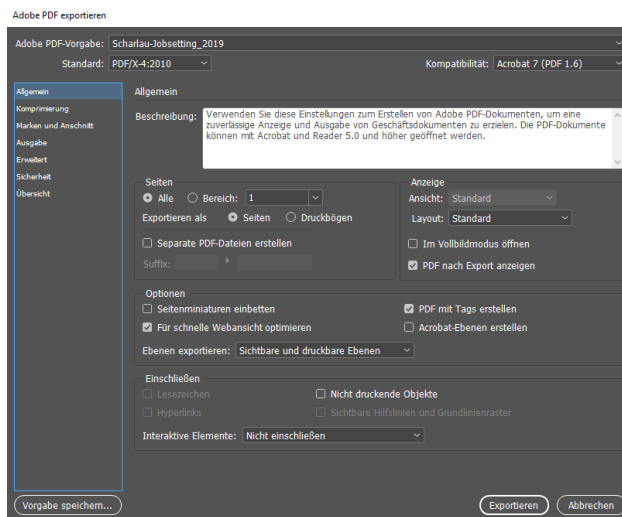 Adobe PDF exportieren
Adobe PDF-Vorgabe: Scharlau-Jobsetting_2019
Standard: PDF/X-4:2010 Kompatibilität: Acrobat 7 (PDF 1.6)
Allgemein
Komprimierung
Marken und Anschnitt
Ausgabe
Erweitert
Sicherheit
Übersicht
Allgemein
Beschreibung: Verwenden Sie diese Einstellungen zum Erstellen von Adobe PDF-Dokumenten, um eine
zuverlässige Anzeige und Ausgabe von Geschäftsdokumenten zu erzielen. Die PDF-Dokumente
können mit Acrobat und Reader 5.0 und höher geöffnet werden.
Seiten
Alle Bereich: 1
Exportieren als Seiten Druckbögen
Separate PDF-Dateien erstellen
Suffix:
Anzeige
Ansicht: Standard
Layout: Standard
Im Vollbildmodus öffnen
PDF nach Export anzeigen
Optionen
Seitenminiaturen einbetten PDF mit Tags erstellen
Für schnelle Webansicht optimieren Acrobat-Ebenen erstellen
Ebenen exportieren: Sichtbare und druckbare Ebenen
Einschließen
Lesezeichen Nicht druckende Objekte
Hyperlinks Sichtbare Hilfslinien und Grundlinienraster
Interaktive Elemente: Nicht einschließen
Vorgabe speichern... Exportieren Abbrechen